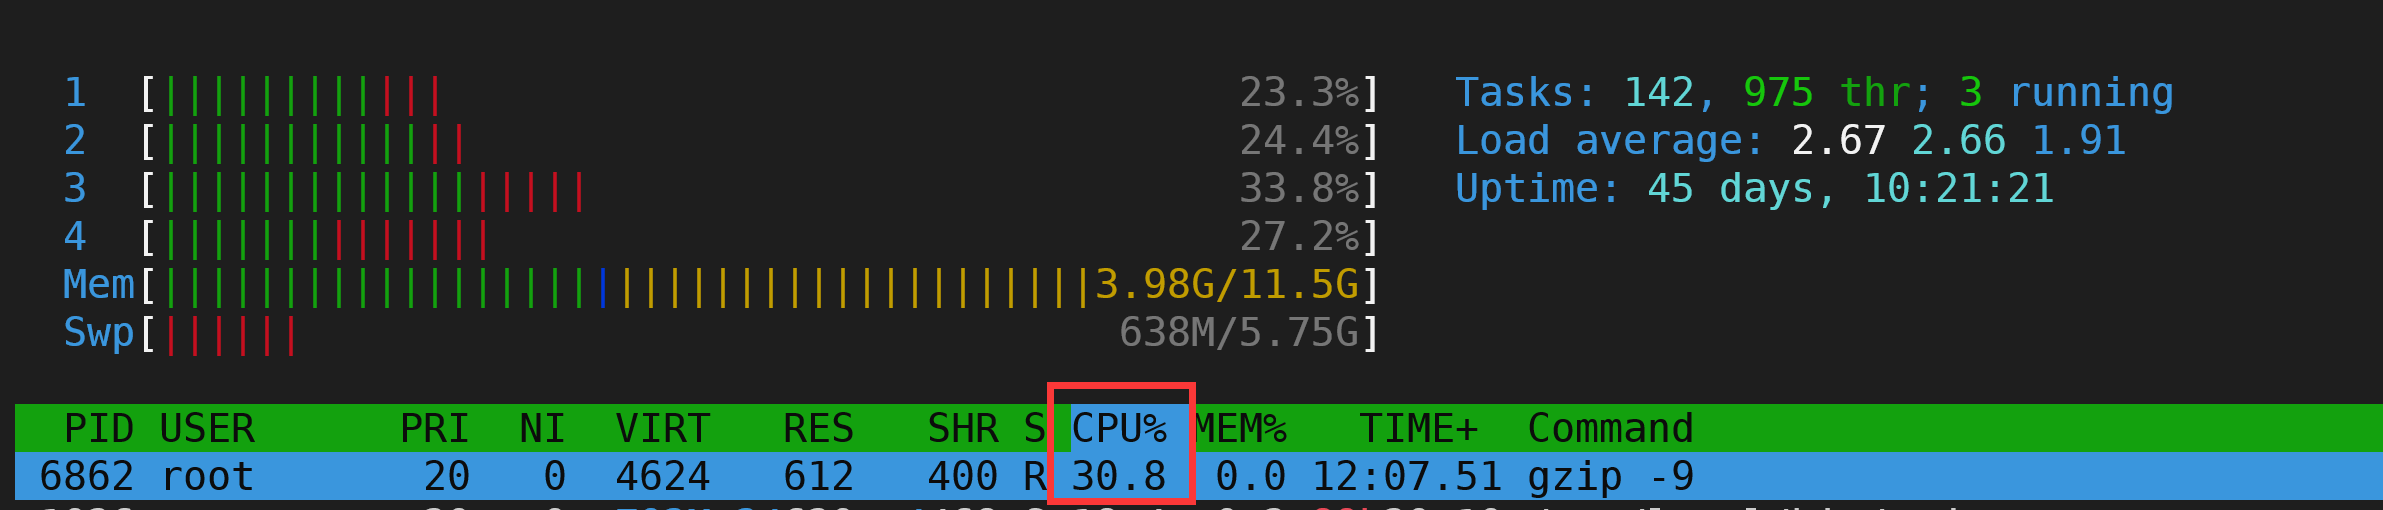 1 [||||||||||||                                  23.3%] Tasks: 142, 975 thr; 3 running
2 [|||||||||||||                                 24.4%] Load average: 2.67 2.66 1.91
3 [||||||||||||||||||                            33.8%] Uptime: 45 days, 10:21:21
4 [||||||||||||||                                27.2%]
Mem[|||||||||||||||||||||||||||||||||||||||3.98G/11.5G]
Swp[||||||                                  638M/5.75G]
PID USER PRI NI VIRT RES SHR S CPU% MEM% TIME+ Command
6862 root 20 0 4624 612 400 R 30.8 0.0 12:07.51 gzip -9